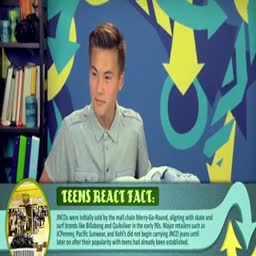 TEENS REACT FACT:
JNCOs were initially sold by the mall chain Merry-Go-Round, aligning with skate and
surf brands like Billabong and Quiksilver in the early 90s. Major retailers such as
JCPenney, Pacific Sunwear, and Kohl's did not begin carrying JNCO jeans until
later on after their popularity with teens had already been established.